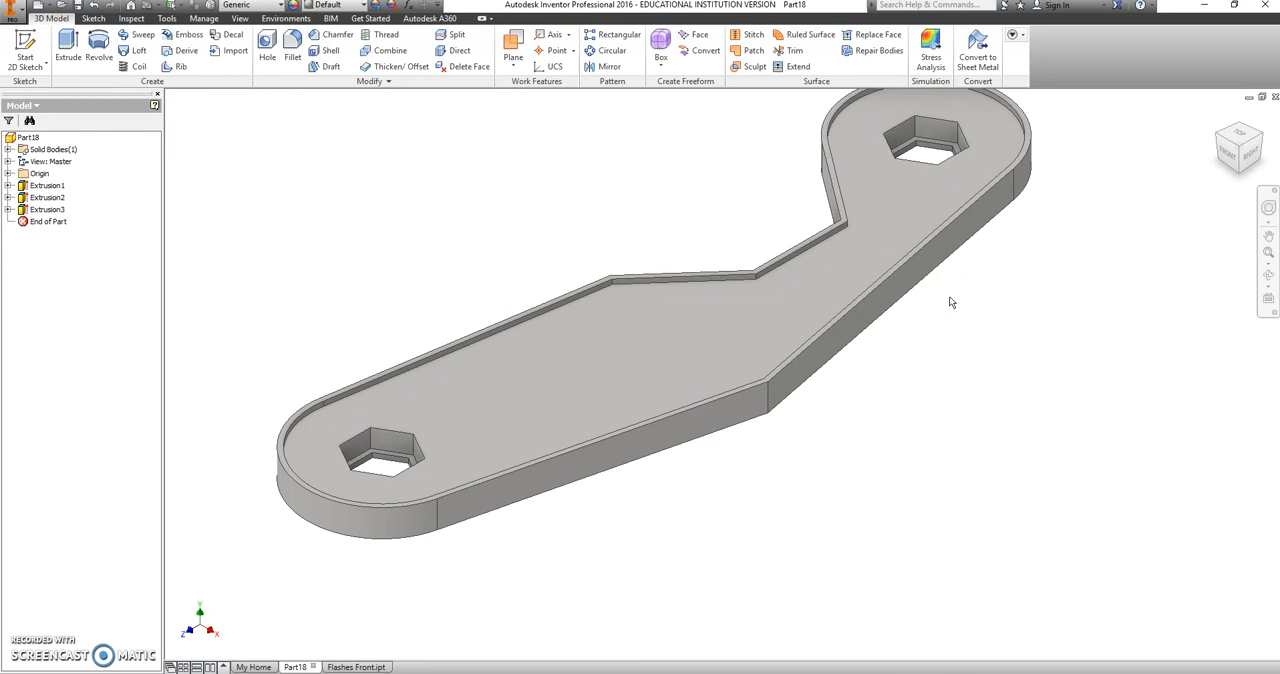 Generic Default Autodesk Inventor Professional 2016 - EDUCATIONAL INSTITUTION VERSION Part18 Search Help & Commands... Sign In
PRO 3D Model Sketch Inspect Tools Manage View Environments BIM Get Started Autodesk A360
Start 2D Sketch Extrude Revolve Sweep Emboss Decal Hole Fillet Chamfer Thread Split Plane Axis Rectangular Box Face Stitch Ruled Surface Replace Face Stress Analysis Convert to Sheet Metal
Loft Derive Import Shell Combine Direct Point Circular Convert Patch Trim Repair Bodies
Coil Rib Draft Thicken/ Offset Delete Face UCS Mirror Sculpt Extend
Sketch Create Modify Work Features Pattern Create Freeform Surface Simulation Convert
Model
Part18
Solid Bodies(1)
View: Master
Origin
Extrusion1
Extrusion2
Extrusion3
End of Part
TOP
FRONT
RIGHT
Y
Z
X
RECORDED WITH
SCREENCAST MATIC
My Home Part18 Flashes Front.ipt